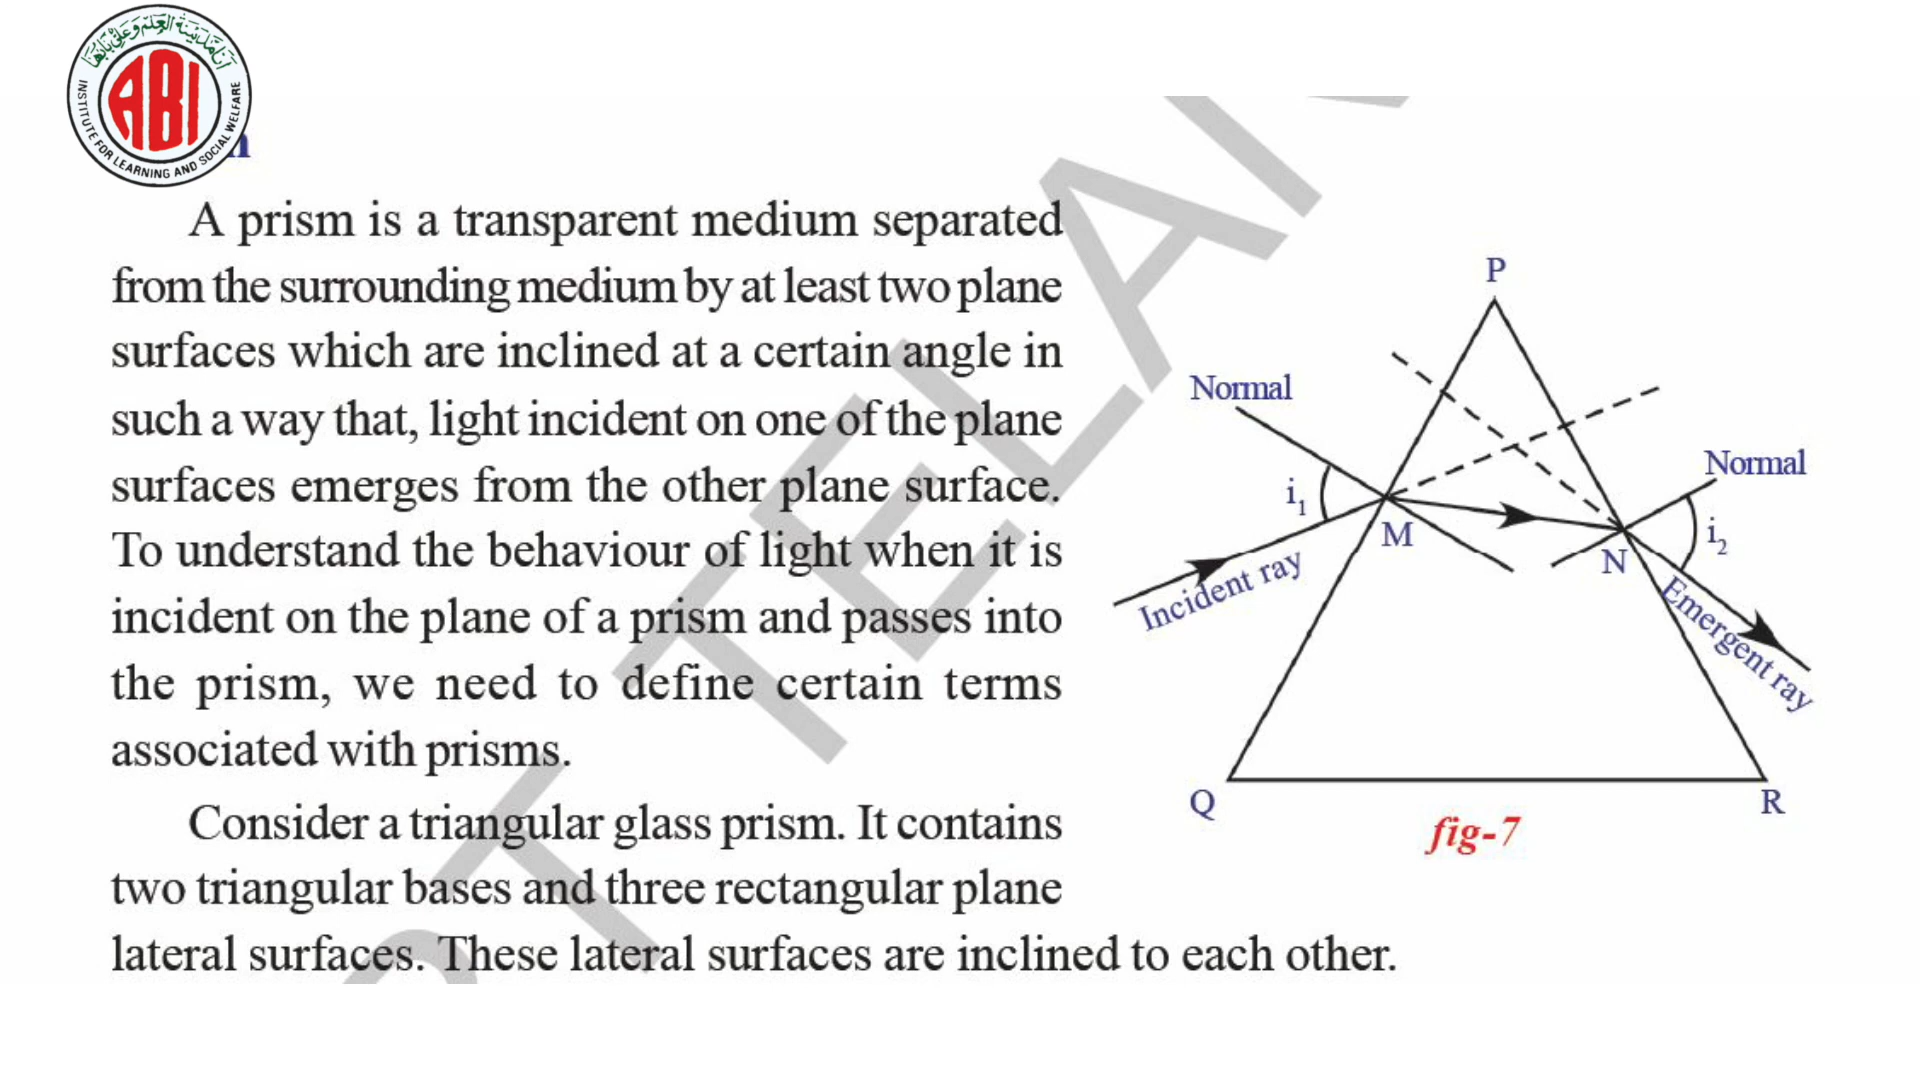 أنا مدينة العلم وعلي بابها
ABI
INSTITUTE FOR LEARNING AND SOCIAL WELFARE
A prism is a transparent medium separated
from the surrounding medium by at least two plane
surfaces which are inclined at a certain angle in
such a way that, light incident on one of the plane
surfaces emerges from the other plane surface.
To understand the behaviour of light when it is
incident on the plane of a prism and passes into
the prism, we need to define certain terms
associated with prisms.
Consider a triangular glass prism. It contains
two triangular bases and three rectangular plane
lateral surfaces. These lateral surfaces are inclined to each other.
P
Normal
Normal
i₁
M
N
i₂
Incident ray
Emergent ray
Q
R
fig-7